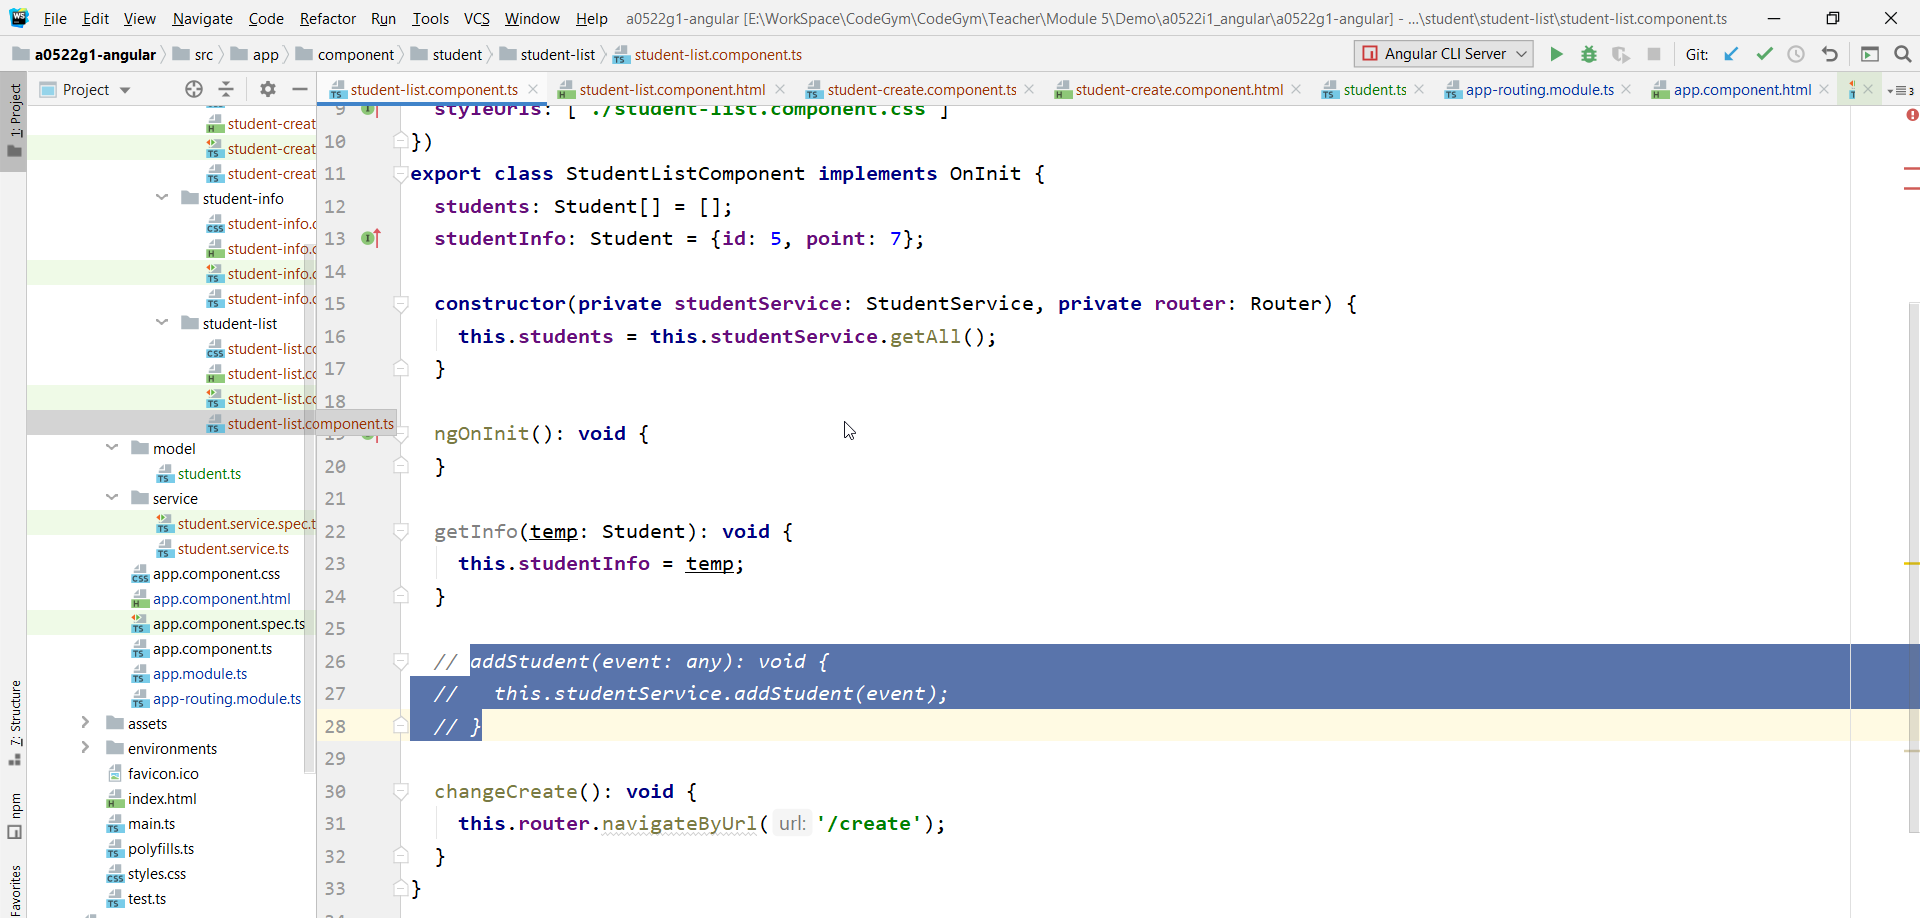 File Edit View Navigate Code Refactor Run Tools VCS Window Help a0522g1-angular [E:\WorkSpace\CodeGym\CodeGym\Teacher\Module 5\Demo\a0522i1_angular\a0522g1-angular] - ...\student\student-list\student-list.component.ts
a0522g1-angular src app component student student-list student-list.component.ts Angular CLI Server Git:
Project student-list.component.ts student-list.component.html student-create.component.ts student-create.component.html student.ts app-routing.module.ts app.component.html 3
1: Project
7: Structure
npm
Favorites
student-creat
student-creat
student-creat
student-info
student-info.c
student-info.c
student-info.c
student-info.c
student-list
student-list.cc
student-list.cc
student-list.cc
student-list.component.ts
model
student.ts
service
student.service.spec.t
student.service.ts
app.component.css
app.component.html
app.component.spec.ts
app.component.ts
app.module.ts
app-routing.module.ts
assets
environments
favicon.ico
index.html
main.ts
polyfills.ts
styles.css
test.ts
9 styleUrls: ['./student-list.component.css']
10 })
11 export class StudentListComponent implements OnInit {
12 students: Student[] = [];
13 studentInfo: Student = {id: 5, point: 7};
14
15 constructor(private studentService: StudentService, private router: Router) {
16 this.students = this.studentService.getAll();
17 }
18
19 ngOnInit(): void {
20 }
21
22 getInfo(temp: Student): void {
23 this.studentInfo = temp;
24 }
25
26 // addStudent(event: any): void {
27 // this.studentService.addStudent(event);
28 // }
29
30 changeCreate(): void {
31 this.router.navigateByUrl( url: '/create');
32 }
33 }